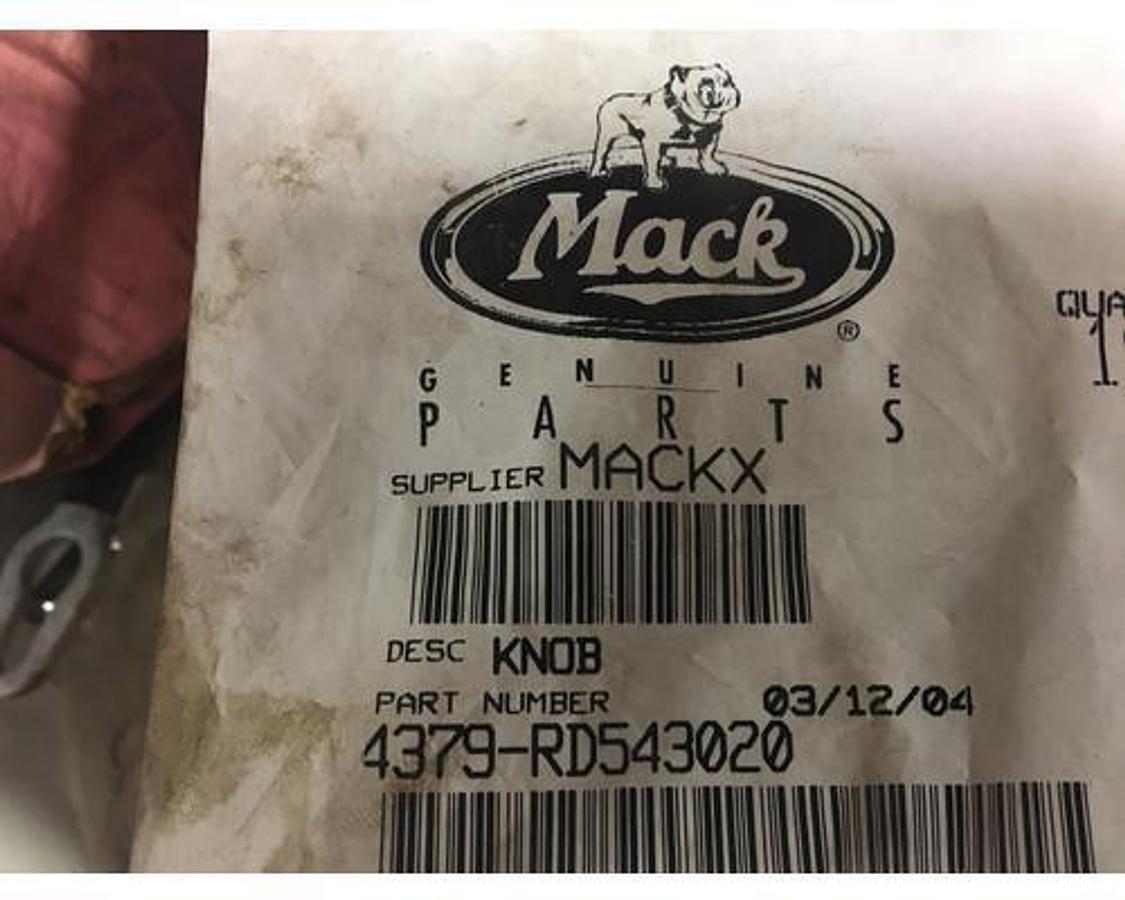 Mack
®
GENUINE
PARTS
SUPPLIER MACKX
DESC KNOB
PART NUMBER 03/12/04
4379-RD543020